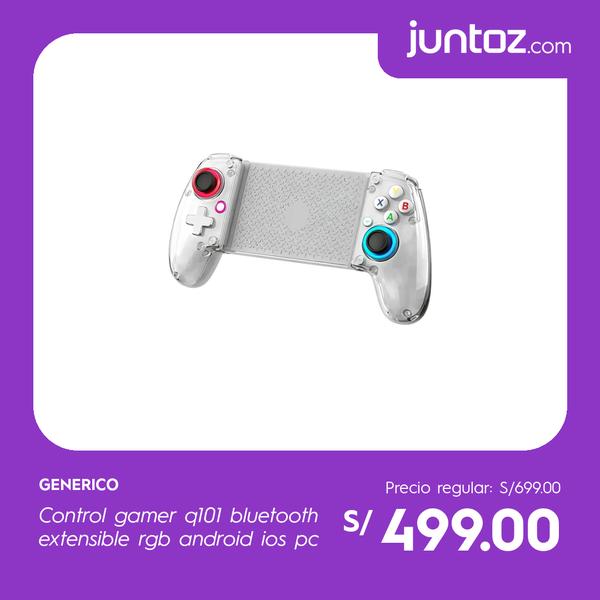 juntoz.com
Y
X
B
A
GENERICO
Control gamer q101 bluetooth
extensible rgb android ios pc
Precio regular: S/699.00
S/ 499.00